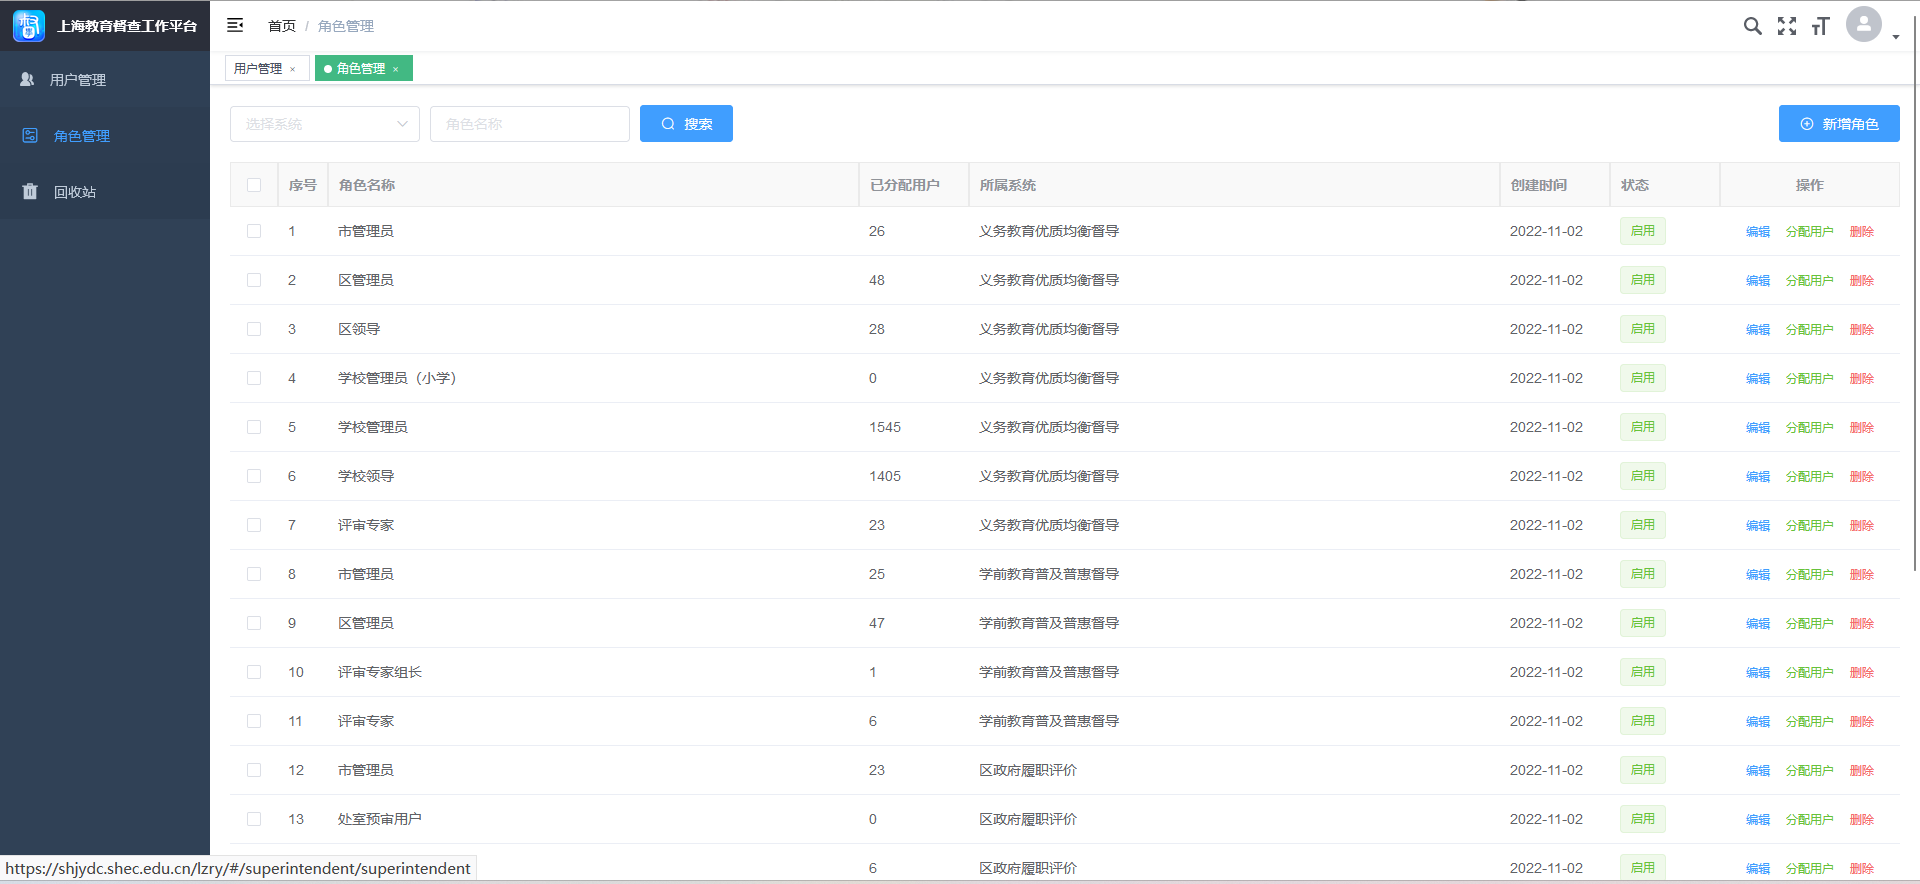 上海教育督查工作平台
首页 / 角色管理
用户管理 ×
角色管理 ×
用户管理
角色管理
回收站
选择系统 角色名称 搜索 新增角色
序号 角色名称 已分配用户 所属系统 创建时间 状态 操作
1 市管理员 26 义务教育优质均衡督导 2022-11-02 启用 编辑 分配用户 删除
2 区管理员 48 义务教育优质均衡督导 2022-11-02 启用 编辑 分配用户 删除
3 区领导 28 义务教育优质均衡督导 2022-11-02 启用 编辑 分配用户 删除
4 学校管理员（小学） 0 义务教育优质均衡督导 2022-11-02 启用 编辑 分配用户 删除
5 学校管理员 1545 义务教育优质均衡督导 2022-11-02 启用 编辑 分配用户 删除
6 学校领导 1405 义务教育优质均衡督导 2022-11-02 启用 编辑 分配用户 删除
7 评审专家 23 义务教育优质均衡督导 2022-11-02 启用 编辑 分配用户 删除
8 市管理员 25 学前教育普及普惠督导 2022-11-02 启用 编辑 分配用户 删除
9 区管理员 47 学前教育普及普惠督导 2022-11-02 启用 编辑 分配用户 删除
10 评审专家组长 1 学前教育普及普惠督导 2022-11-02 启用 编辑 分配用户 删除
11 评审专家 6 学前教育普及普惠督导 2022-11-02 启用 编辑 分配用户 删除
12 市管理员 23 区政府履职评价 2022-11-02 启用 编辑 分配用户 删除
13 处室预审用户 0 区政府履职评价 2022-11-02 启用 编辑 分配用户 删除
6 区政府履职评价 2022-11-02 启用 编辑 分配用户 删除
https://shjydc.shec.edu.cn/lzry/#/superintendent/superintendent